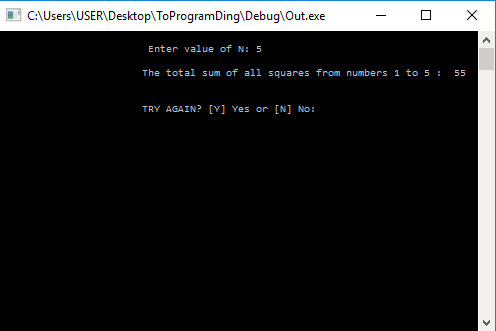 C:\Users\USER\Desktop\ToProgramDing\Debug\Out.exe
Enter value of N: 5
The total sum of all squares from numbers 1 to 5 :  55
TRY AGAIN? [Y] Yes or [N] No: